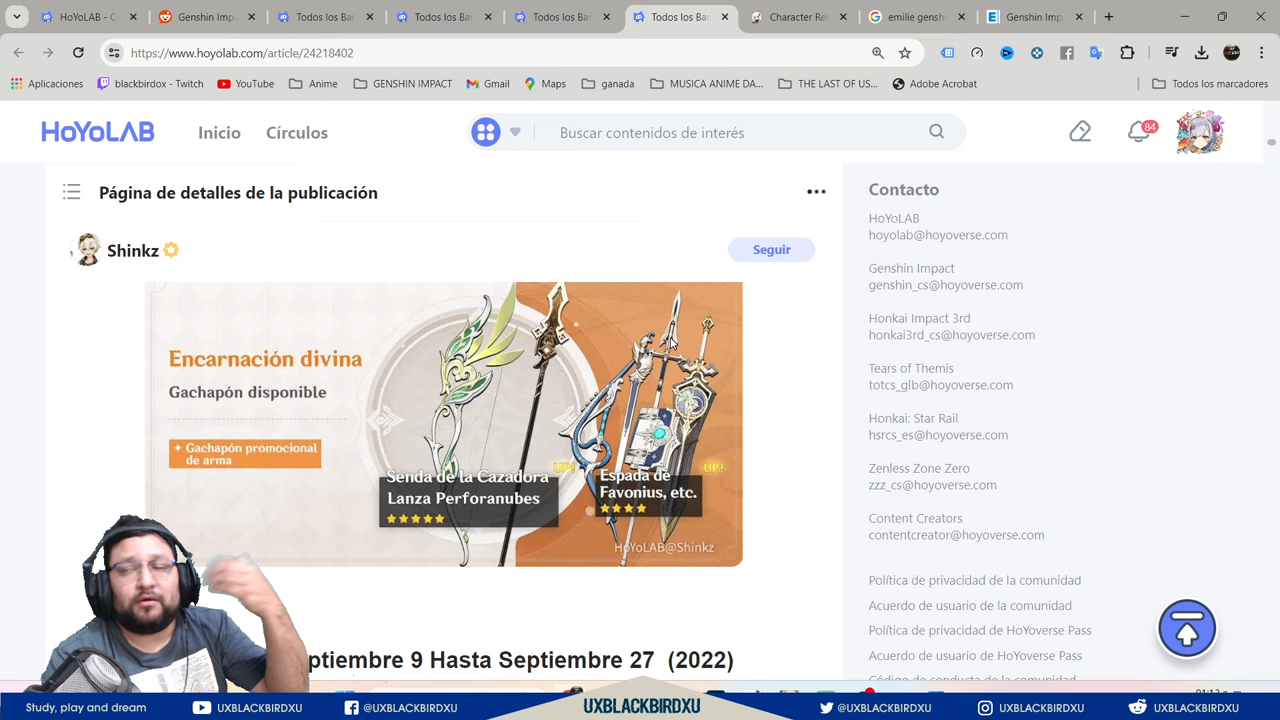 HoYoLAB - C
Genshin Imp
Todos los Bar
Todos los Bar
Todos los Bar
Todos los Bar
Character Rel
emilie gensh
Genshin Imp
https://www.hoyolab.com/article/24218402
Aplicaciones
blackbirdox - Twitch
YouTube
Anime
GENSHIN IMPACT
Gmail
Maps
ganada
MUSICA ANIME DA...
THE LAST OF US...
Adobe Acrobat
Todos los marcadores
HoYoLAB
Inicio
Círculos
Buscar contenidos de interés
84
Página de detalles de la publicación
Shinkz
Seguir
Encarnación divina
Gachapón disponible
Gachapón promocional
de arma
Senda de la Cazadora
Lanza Perforanubes
UP!
Espada de
Favonius, etc.
UP!
HoYoLAB@Shinkz
ptiembre 9 Hasta Septiembre 27 (2022)
Contacto
HoYoLAB
hoyolab@hoyoverse.com
Genshin Impact
genshin_cs@hoyoverse.com
Honkai Impact 3rd
honkai3rd_cs@hoyoverse.com
Tears of Themis
totcs_glb@hoyoverse.com
Honkai: Star Rail
hsrcs_es@hoyoverse.com
Zenless Zone Zero
zzz_cs@hoyoverse.com
Content Creators
contentcreator@hoyoverse.com
Política de privacidad de la comunidad
Acuerdo de usuario de la comunidad
Política de privacidad de HoYoverse Pass
Acuerdo de usuario de HoYoverse Pass
Código de conducta de la comunidad
Study, play and dream
UXBLACKBIRDXU
@UXBLACKBIRDXU
UXBLACKBIRDXU
@UXBLACKBIRDXU
UXBLACKBIRDXU
UXBLACKBIRDXU